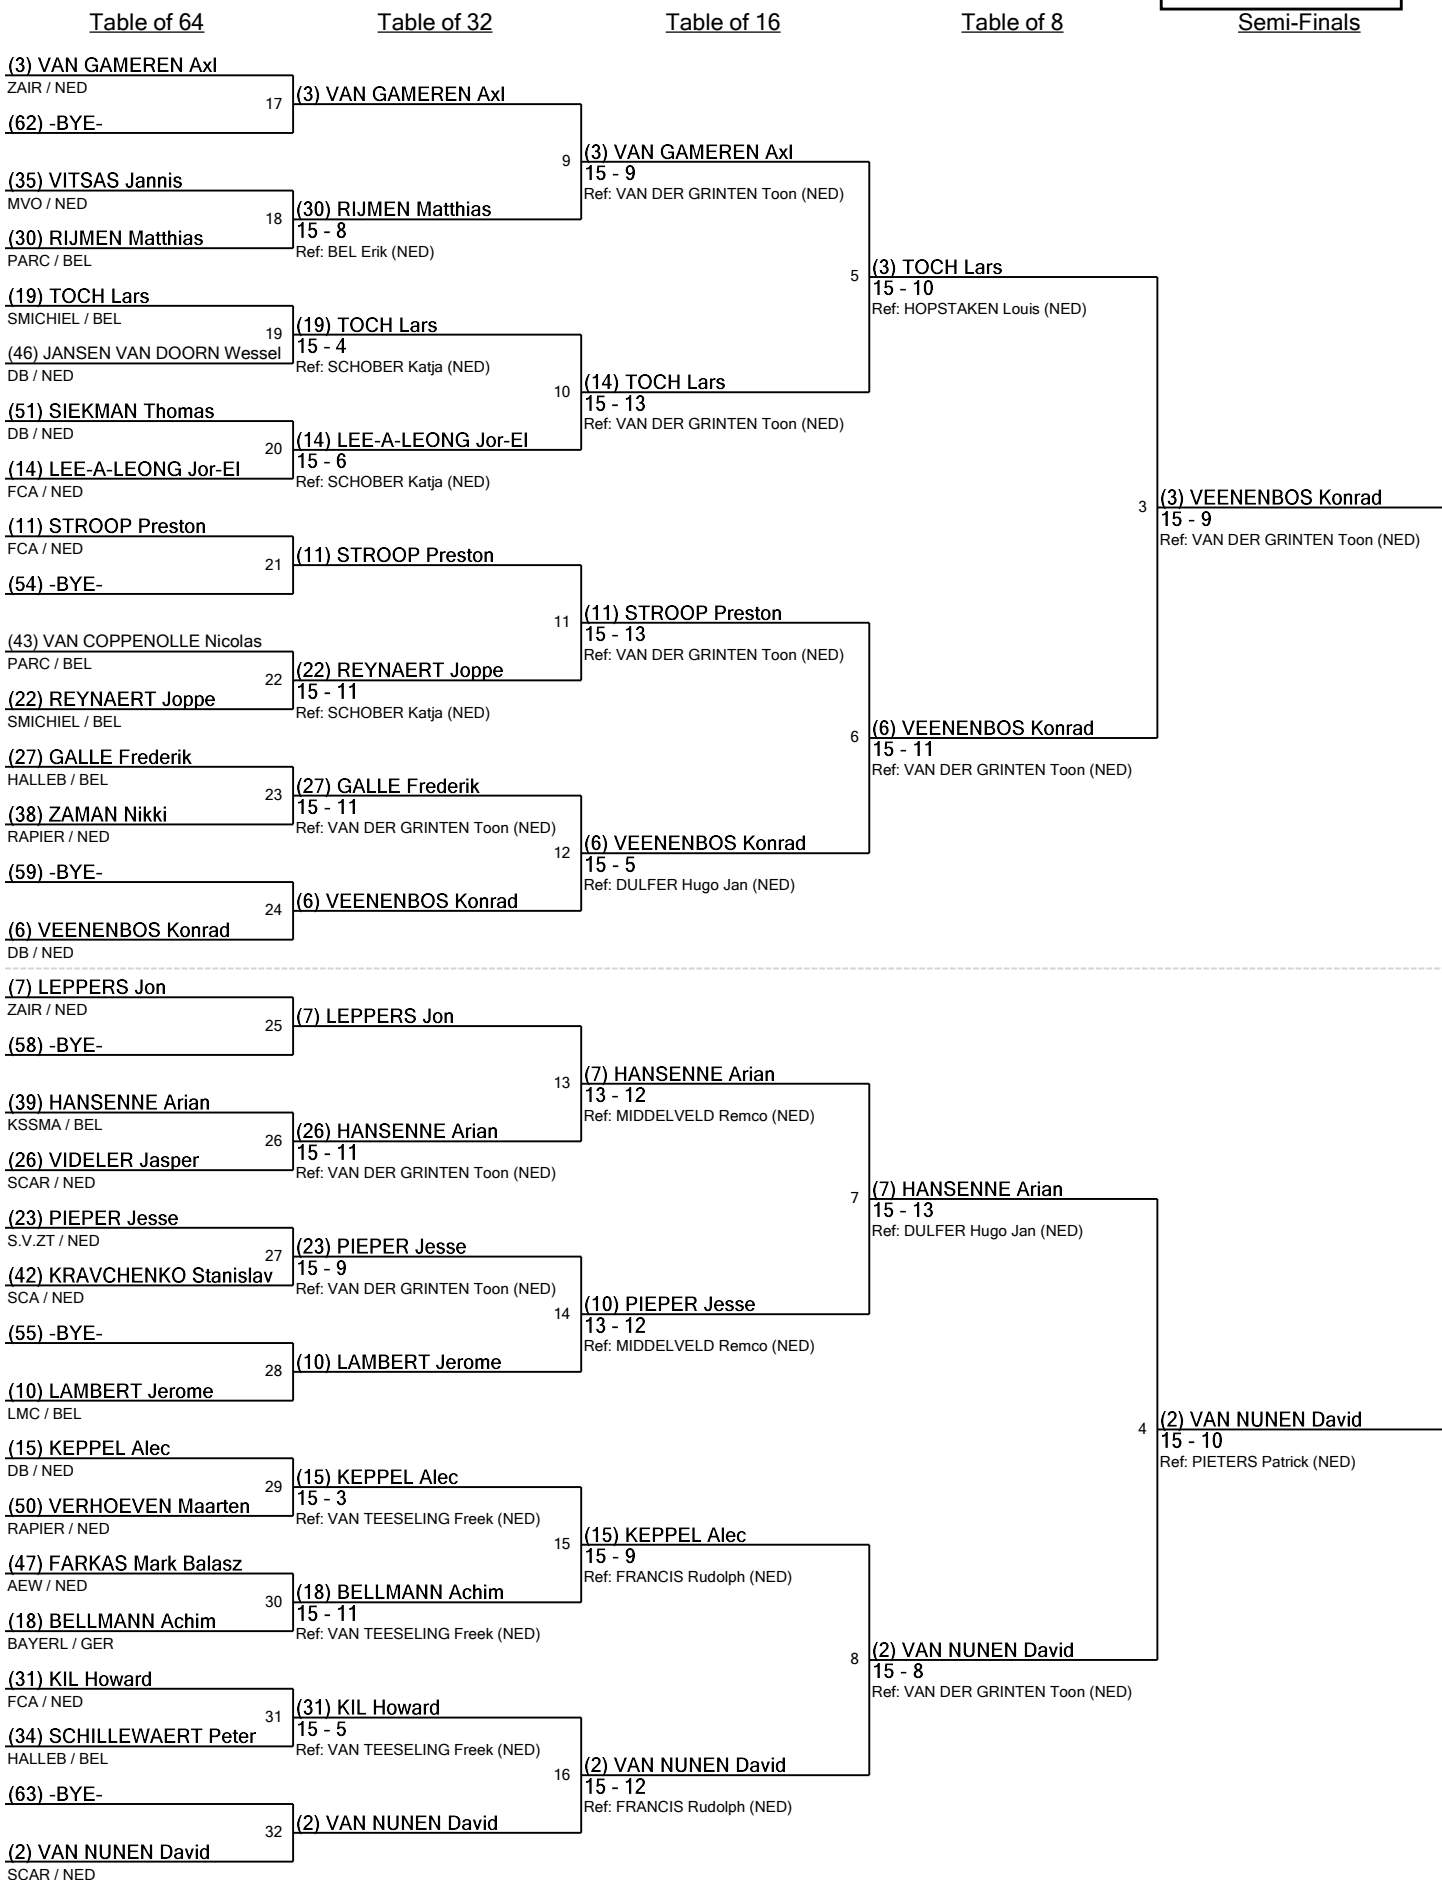 Table of 64
Table of 32
Table of 16
Table of 8
Semi-Finals
(3) VAN GAMEREN Axl
ZAIR / NED
17
(62) -BYE-
(35) VITSAS Jannis
MVO / NED
18
(30) RIJMEN Matthias
PARC / BEL
(19) TOCH Lars
SMICHIEL / BEL
19
(46) JANSEN VAN DOORN Wessel
DB / NED
(51) SIEKMAN Thomas
DB / NED
20
(14) LEE-A-LEONG Jor-El
FCA / NED
(11) STROOP Preston
FCA / NED
21
(54) -BYE-
(43) VAN COPPENOLLE Nicolas
PARC / BEL
22
(22) REYNAERT Joppe
SMICHIEL / BEL
(27) GALLE Frederik
HALLEB / BEL
23
(38) ZAMAN Nikki
RAPIER / NED
(59) -BYE-
24
(6) VEENENBOS Konrad
DB / NED
(7) LEPPERS Jon
ZAIR / NED
25
(58) -BYE-
(39) HANSENNE Arian
KSSMA / BEL
26
(26) VIDELER Jasper
SCAR / NED
(23) PIEPER Jesse
S.V.ZT / NED
27
(42) KRAVCHENKO Stanislav
SCA / NED
(55) -BYE-
28
(10) LAMBERT Jerome
LMC / BEL
(15) KEPPEL Alec
DB / NED
29
(50) VERHOEVEN Maarten
RAPIER / NED
(47) FARKAS Mark Balasz
AEW / NED
30
(18) BELLMANN Achim
BAYERL / GER
(31) KIL Howard
FCA / NED
31
(34) SCHILLEWAERT Peter
HALLEB / BEL
(63) -BYE-
32
(2) VAN NUNEN David
SCAR / NED
(3) VAN GAMEREN Axl
9
(30) RIJMEN Matthias
15 - 8
Ref: BEL Erik (NED)
(19) TOCH Lars
15 - 4
Ref: SCHOBER Katja (NED)
10
(14) LEE-A-LEONG Jor-El
15 - 6
Ref: SCHOBER Katja (NED)
(11) STROOP Preston
11
(22) REYNAERT Joppe
15 - 11
Ref: SCHOBER Katja (NED)
(27) GALLE Frederik
15 - 11
Ref: VAN DER GRINTEN Toon (NED)
12
(6) VEENENBOS Konrad
(7) LEPPERS Jon
13
(26) HANSENNE Arian
15 - 11
Ref: VAN DER GRINTEN Toon (NED)
(23) PIEPER Jesse
15 - 9
Ref: VAN DER GRINTEN Toon (NED)
14
(10) LAMBERT Jerome
(15) KEPPEL Alec
15 - 3
Ref: VAN TEESELING Freek (NED)
15
(18) BELLMANN Achim
15 - 11
Ref: VAN TEESELING Freek (NED)
(31) KIL Howard
15 - 5
Ref: VAN TEESELING Freek (NED)
16
(2) VAN NUNEN David
(3) VAN GAMEREN Axl
15 - 9
Ref: VAN DER GRINTEN Toon (NED)
5
(14) TOCH Lars
15 - 13
Ref: VAN DER GRINTEN Toon (NED)
(11) STROOP Preston
15 - 13
Ref: VAN DER GRINTEN Toon (NED)
6
(6) VEENENBOS Konrad
15 - 5
Ref: DULFER Hugo Jan (NED)
(7) HANSENNE Arian
13 - 12
Ref: MIDDELVELD Remco (NED)
7
(10) PIEPER Jesse
13 - 12
Ref: MIDDELVELD Remco (NED)
(15) KEPPEL Alec
15 - 9
Ref: FRANCIS Rudolph (NED)
8
(2) VAN NUNEN David
15 - 12
Ref: FRANCIS Rudolph (NED)
(3) TOCH Lars
15 - 10
Ref: HOPSTAKEN Louis (NED)
3
(6) VEENENBOS Konrad
15 - 11
Ref: VAN DER GRINTEN Toon (NED)
(7) HANSENNE Arian
15 - 13
Ref: DULFER Hugo Jan (NED)
4
(2) VAN NUNEN David
15 - 8
Ref: VAN DER GRINTEN Toon (NED)
(3) VEENENBOS Konrad
15 - 9
Ref: VAN DER GRINTEN Toon (NED)
(2) VAN NUNEN David
15 - 10
Ref: PIETERS Patrick (NED)